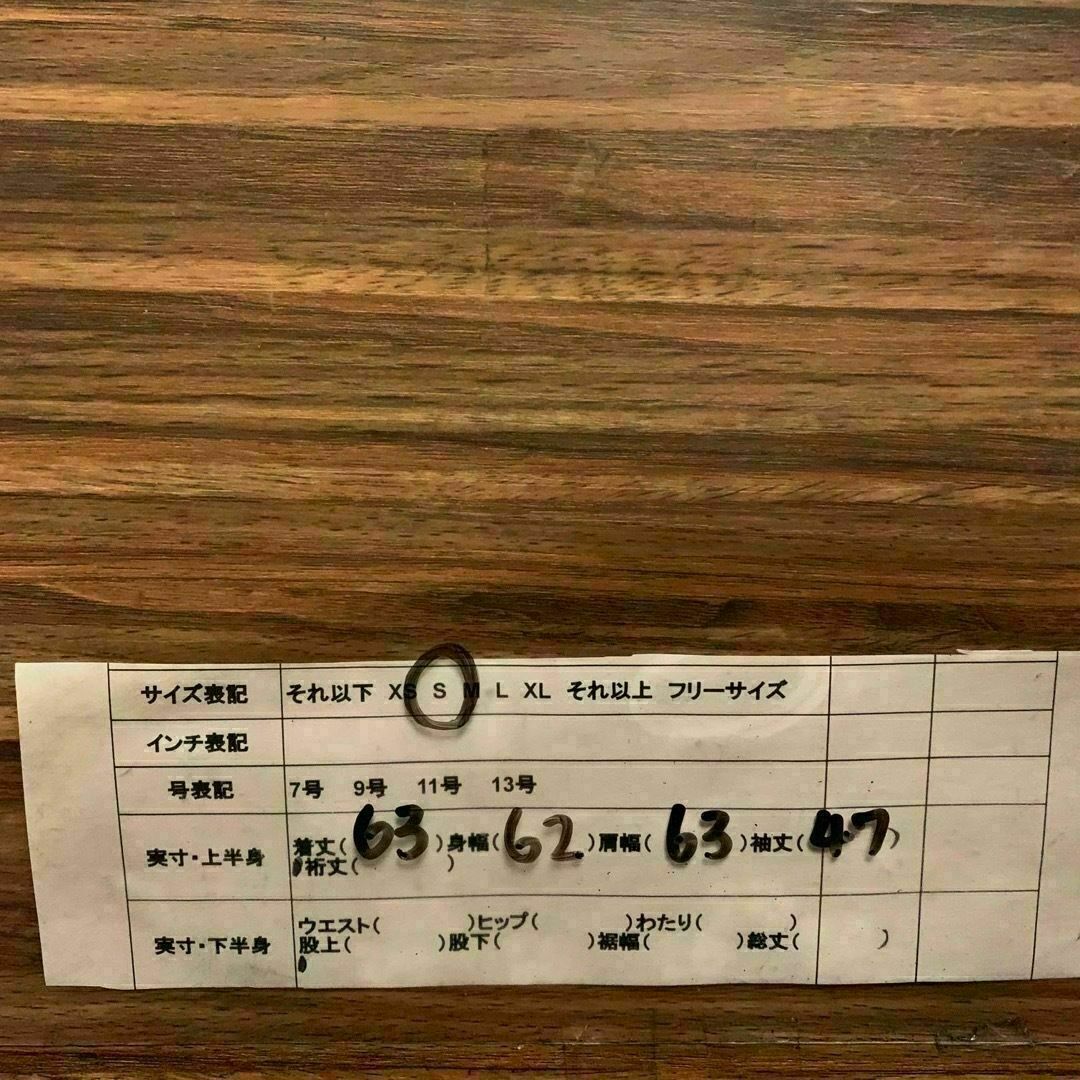 サイズ表記 それ以下 XS S M L XL それ以上 フリーサイズ
インチ表記
号表記 7号 9号 11号 13号
実寸・上半身 着丈(63)身幅(62)肩幅(63)袖丈(47)
裄丈( )
実寸・下半身 ウエスト( )ヒップ( )わたり( )
股上( )股下( )裾幅( )総丈( )